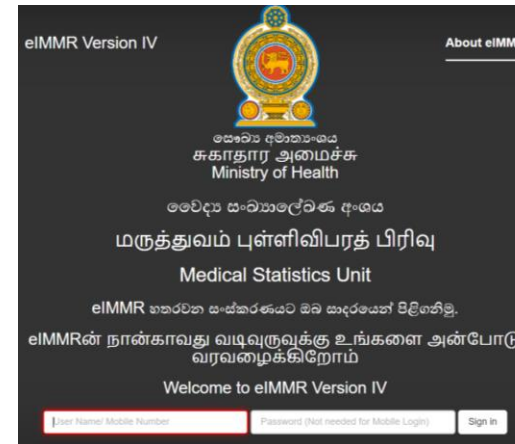 eIMMR Version IV
About eIMM
සෞඛ්‍ය අමාත්‍යංශය
சுகாதார அமைச்சு
Ministry of Health
වෛද්‍ය සංඛ්‍යාලේඛණ අංශය
மருத்துவம் புள்ளிவிபரத் பிரிவு
Medical Statistics Unit
eIMMR හතරවන සංස්කරණයට ඔබ සාදරයෙන් පිළිගනිමු.
eIMMRன் நான்காவது வடிவுருவுக்கு உங்களை அன்போடு
வரவழைக்கிறோம்
Welcome to eIMMR Version IV
User Name/ Mobile Number
Password (Not needed for Mobile Login)
Sign in